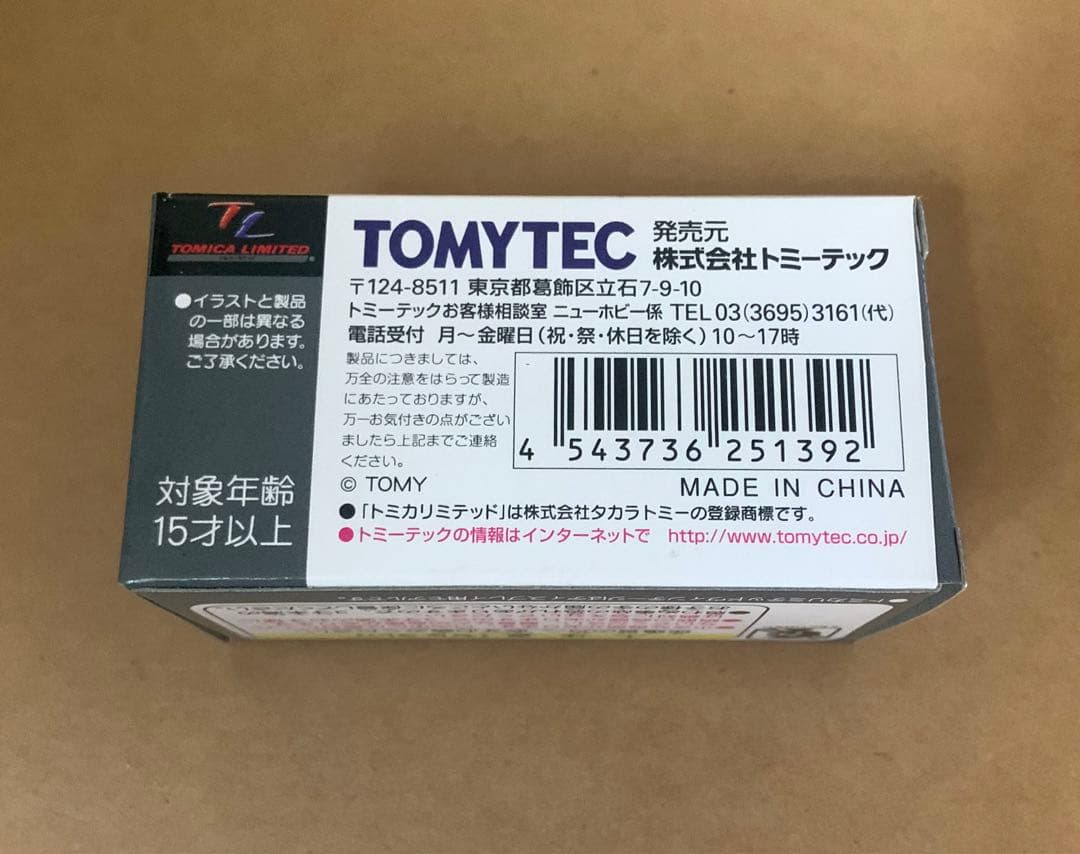 TL
TOMICA LIMITED
●イラストと製品
の一部は異なる
場合があります。
ご了承ください。
対象年齢
15才以上
TOMYTEC
発売元
株式会社トミーテック
〒124-8511 東京都葛飾区立石7-9-10
トミーテックお客様相談室 ニューホビー係 TEL 03(3695)3161(代)
電話受付 月〜金曜日(祝・祭・休日を除く)10〜17時
製品につきましては、
万全の注意をはらって製造
にあたっておりますが、
万一お気付きの点がござい
ましたら上記までご連絡
ください。
4 543736 251392
© TOMY
MADE IN CHINA
●「トミカリミテッド」は株式会社タカラトミーの登録商標です。
●トミーテックの情報はインターネットで http://www.tomytec.co.jp/